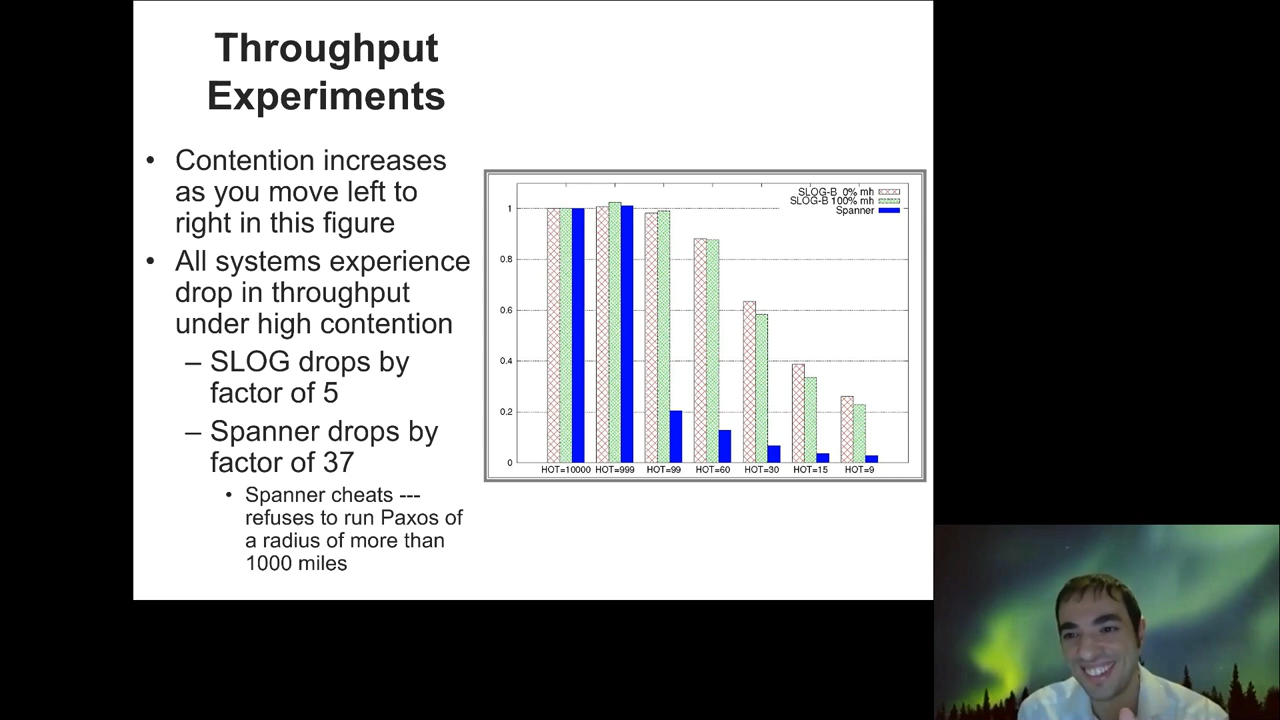 Throughput
Experiments
• Contention increases
as you move left to
right in this figure
• All systems experience
drop in throughput
under high contention
– SLOG drops by
factor of 5
– Spanner drops by
factor of 37
• Spanner cheats ---
refuses to run Paxos of
a radius of more than
1000 miles
SLOG-B 0% mh
SLOG-B 100% mh
Spanner
1
0.8
0.6
0.4
0.2
0
HOT=10000 HOT=999 HOT=99 HOT=60 HOT=30 HOT=15 HOT=9